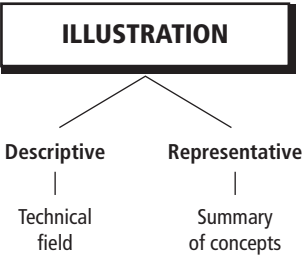 ILLUSTRATION
Descriptive
Representative
Technical
field
Summary
of concepts